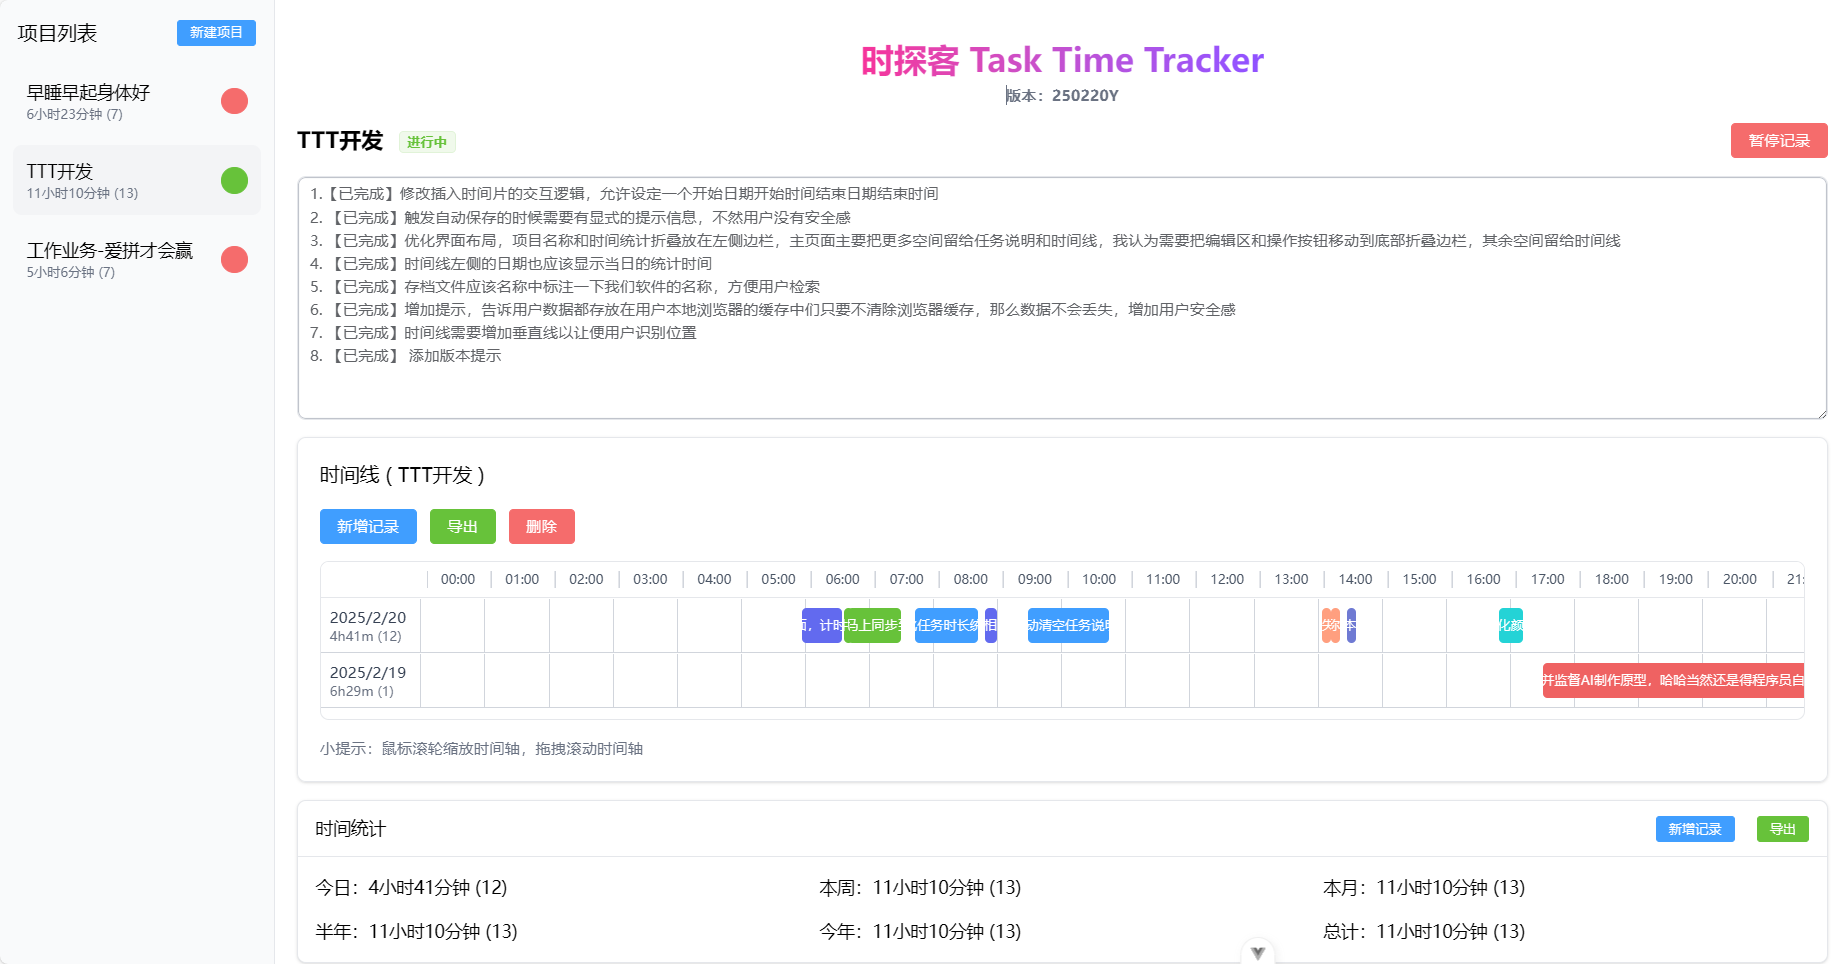 项目列表
新建项目
早睡早起身体好
6小时23分钟 (7)
TTT开发
11小时10分钟 (13)
工作业务-爱拼才会赢
5小时6分钟 (7)
时探客 Task Time Tracker
版本：250220Y
TTT开发 进行中
暂停记录
1.【已完成】修改插入时间片的交互逻辑，允许设定一个开始日期开始时间结束日期结束时间
2. 【已完成】触发自动保存的时候需要有显式的提示信息，不然用户没有安全感
3. 【已完成】优化界面布局，项目名称和时间统计折叠放在左侧边栏，主页面主要把更多空间留给任务说明和时间线，我认为需要把编辑区和操作按钮移动到底部折叠边栏，其余空间留给时间线
4. 【已完成】时间线左侧的日期也应该显示当日的统计时间
5. 【已完成】存档文件应该名称中标注一下我们软件的名称，方便用户检索
6. 【已完成】增加提示，告诉用户数据都存放在用户本地浏览器的缓存中们只要不清除浏览器缓存，那么数据不会丢失，增加用户安全感
7. 【已完成】时间线需要增加垂直线以让便用户识别位置
8. 【已完成】 添加版本提示
时间线 ( TTT开发 )
新增记录 导出 删除
00:00 01:00 02:00 03:00 04:00 05:00 06:00 07:00 08:00 09:00 10:00 11:00 12:00 13:00 14:00 15:00 16:00 17:00 18:00 19:00 20:00 21:
2025/2/20
，计时 马上同步 任务时长统 相 动清空任务说明 尔 本 化颜
4h41m (12)
2025/2/19
并监督AI制作原型，哈哈当然还是得程序员自
6h29m (1)
小提示：鼠标滚轮缩放时间轴，拖拽滚动时间轴
时间统计
新增记录 导出
今日：4小时41分钟 (12) 本周：11小时10分钟 (13) 本月：11小时10分钟 (13)
半年：11小时10分钟 (13) 今年：11小时10分钟 (13) 总计：11小时10分钟 (13)